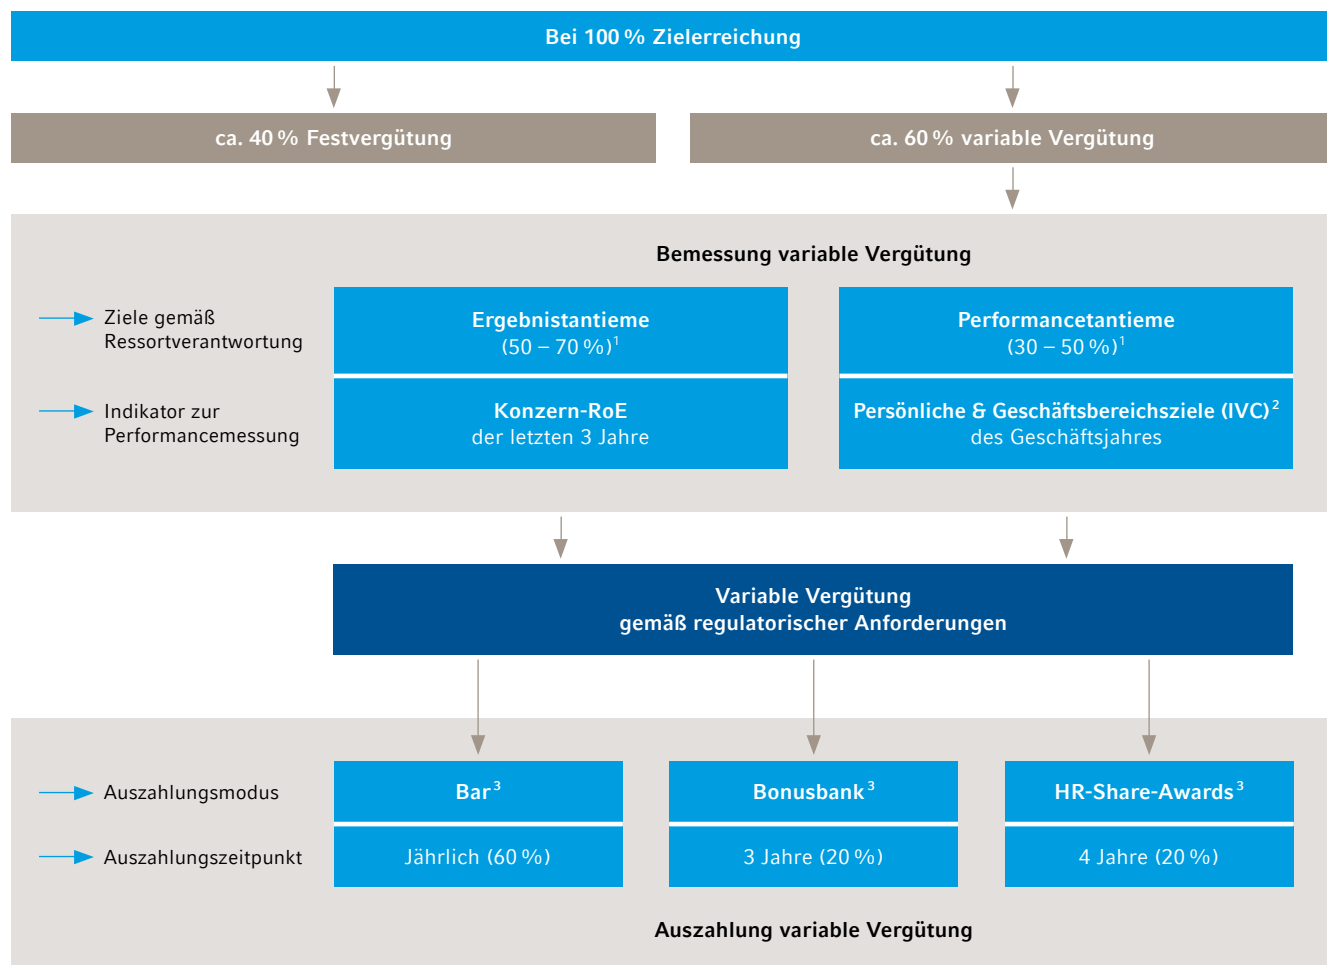 Bei 100 % Zielerreichung
ca. 40 % Festvergütung
ca. 60 % variable Vergütung
Bemessung variable Vergütung
Ziele gemäß
Ressortverantwortung
Ergebnistantieme
(50 – 70 %)¹
Performancetantieme
(30 – 50 %)¹
Indikator zur
Performancemessung
Konzern-RoE
der letzten 3 Jahre
Persönliche & Geschäftsbereichsziele (IVC)²
des Geschäftsjahres
Variable Vergütung
gemäß regulatorischer Anforderungen
Auszahlungsmodus
Bar³
Bonusbank³
HR-Share-Awards³
Auszahlungszeitpunkt
Jährlich (60 %)
3 Jahre (20 %)
4 Jahre (20 %)
Auszahlung variable Vergütung